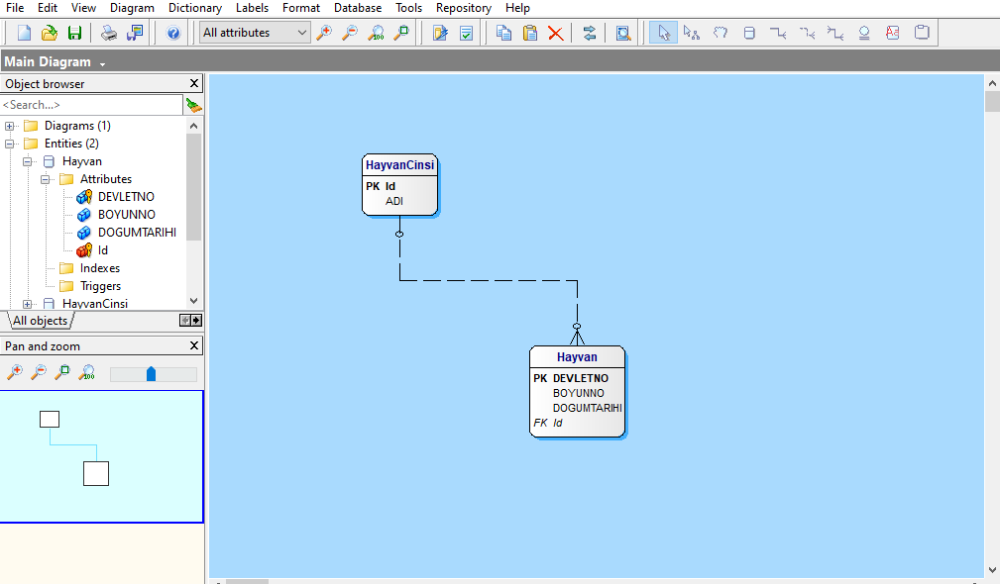 File Edit View Diagram Dictionary Labels Format Database Tools Repository Help
All attributes
Main Diagram
Object browser
<Search...>
Diagrams (1)
Entities (2)
Hayvan
Attributes
DEVLETNO
BOYUNNO
DOGUMTARIHI
Id
Indexes
Triggers
HayvanCinsi
All objects
Pan and zoom
HayvanCinsi
PK Id
ADI
Hayvan
PK DEVLETNO
BOYUNNO
DOGUMTARIHI
FK Id